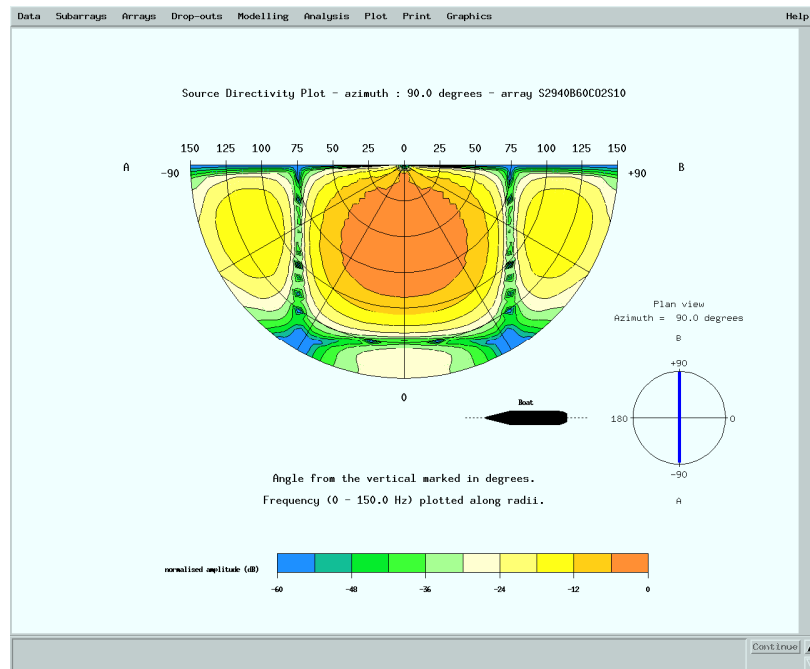 Data Subarrays Arrays Drop-outs Modelling Analysis Plot Print Graphics Help
Source Directivity Plot - azimuth : 90.0 degrees - array S2940B60C02S10
150 125 100 75 50 25 0 25 50 75 100 125 150
A -90 +90 B
Plan view
Azimuth = 90.0 degrees
B
+90
0
Boat
180 0
-90
Angle from the vertical marked in degrees.
Frequency (0 - 150.0 Hz) plotted along radii.
A
normalised amplitude (dB)
-60 -48 -36 -24 -12 0
Continue